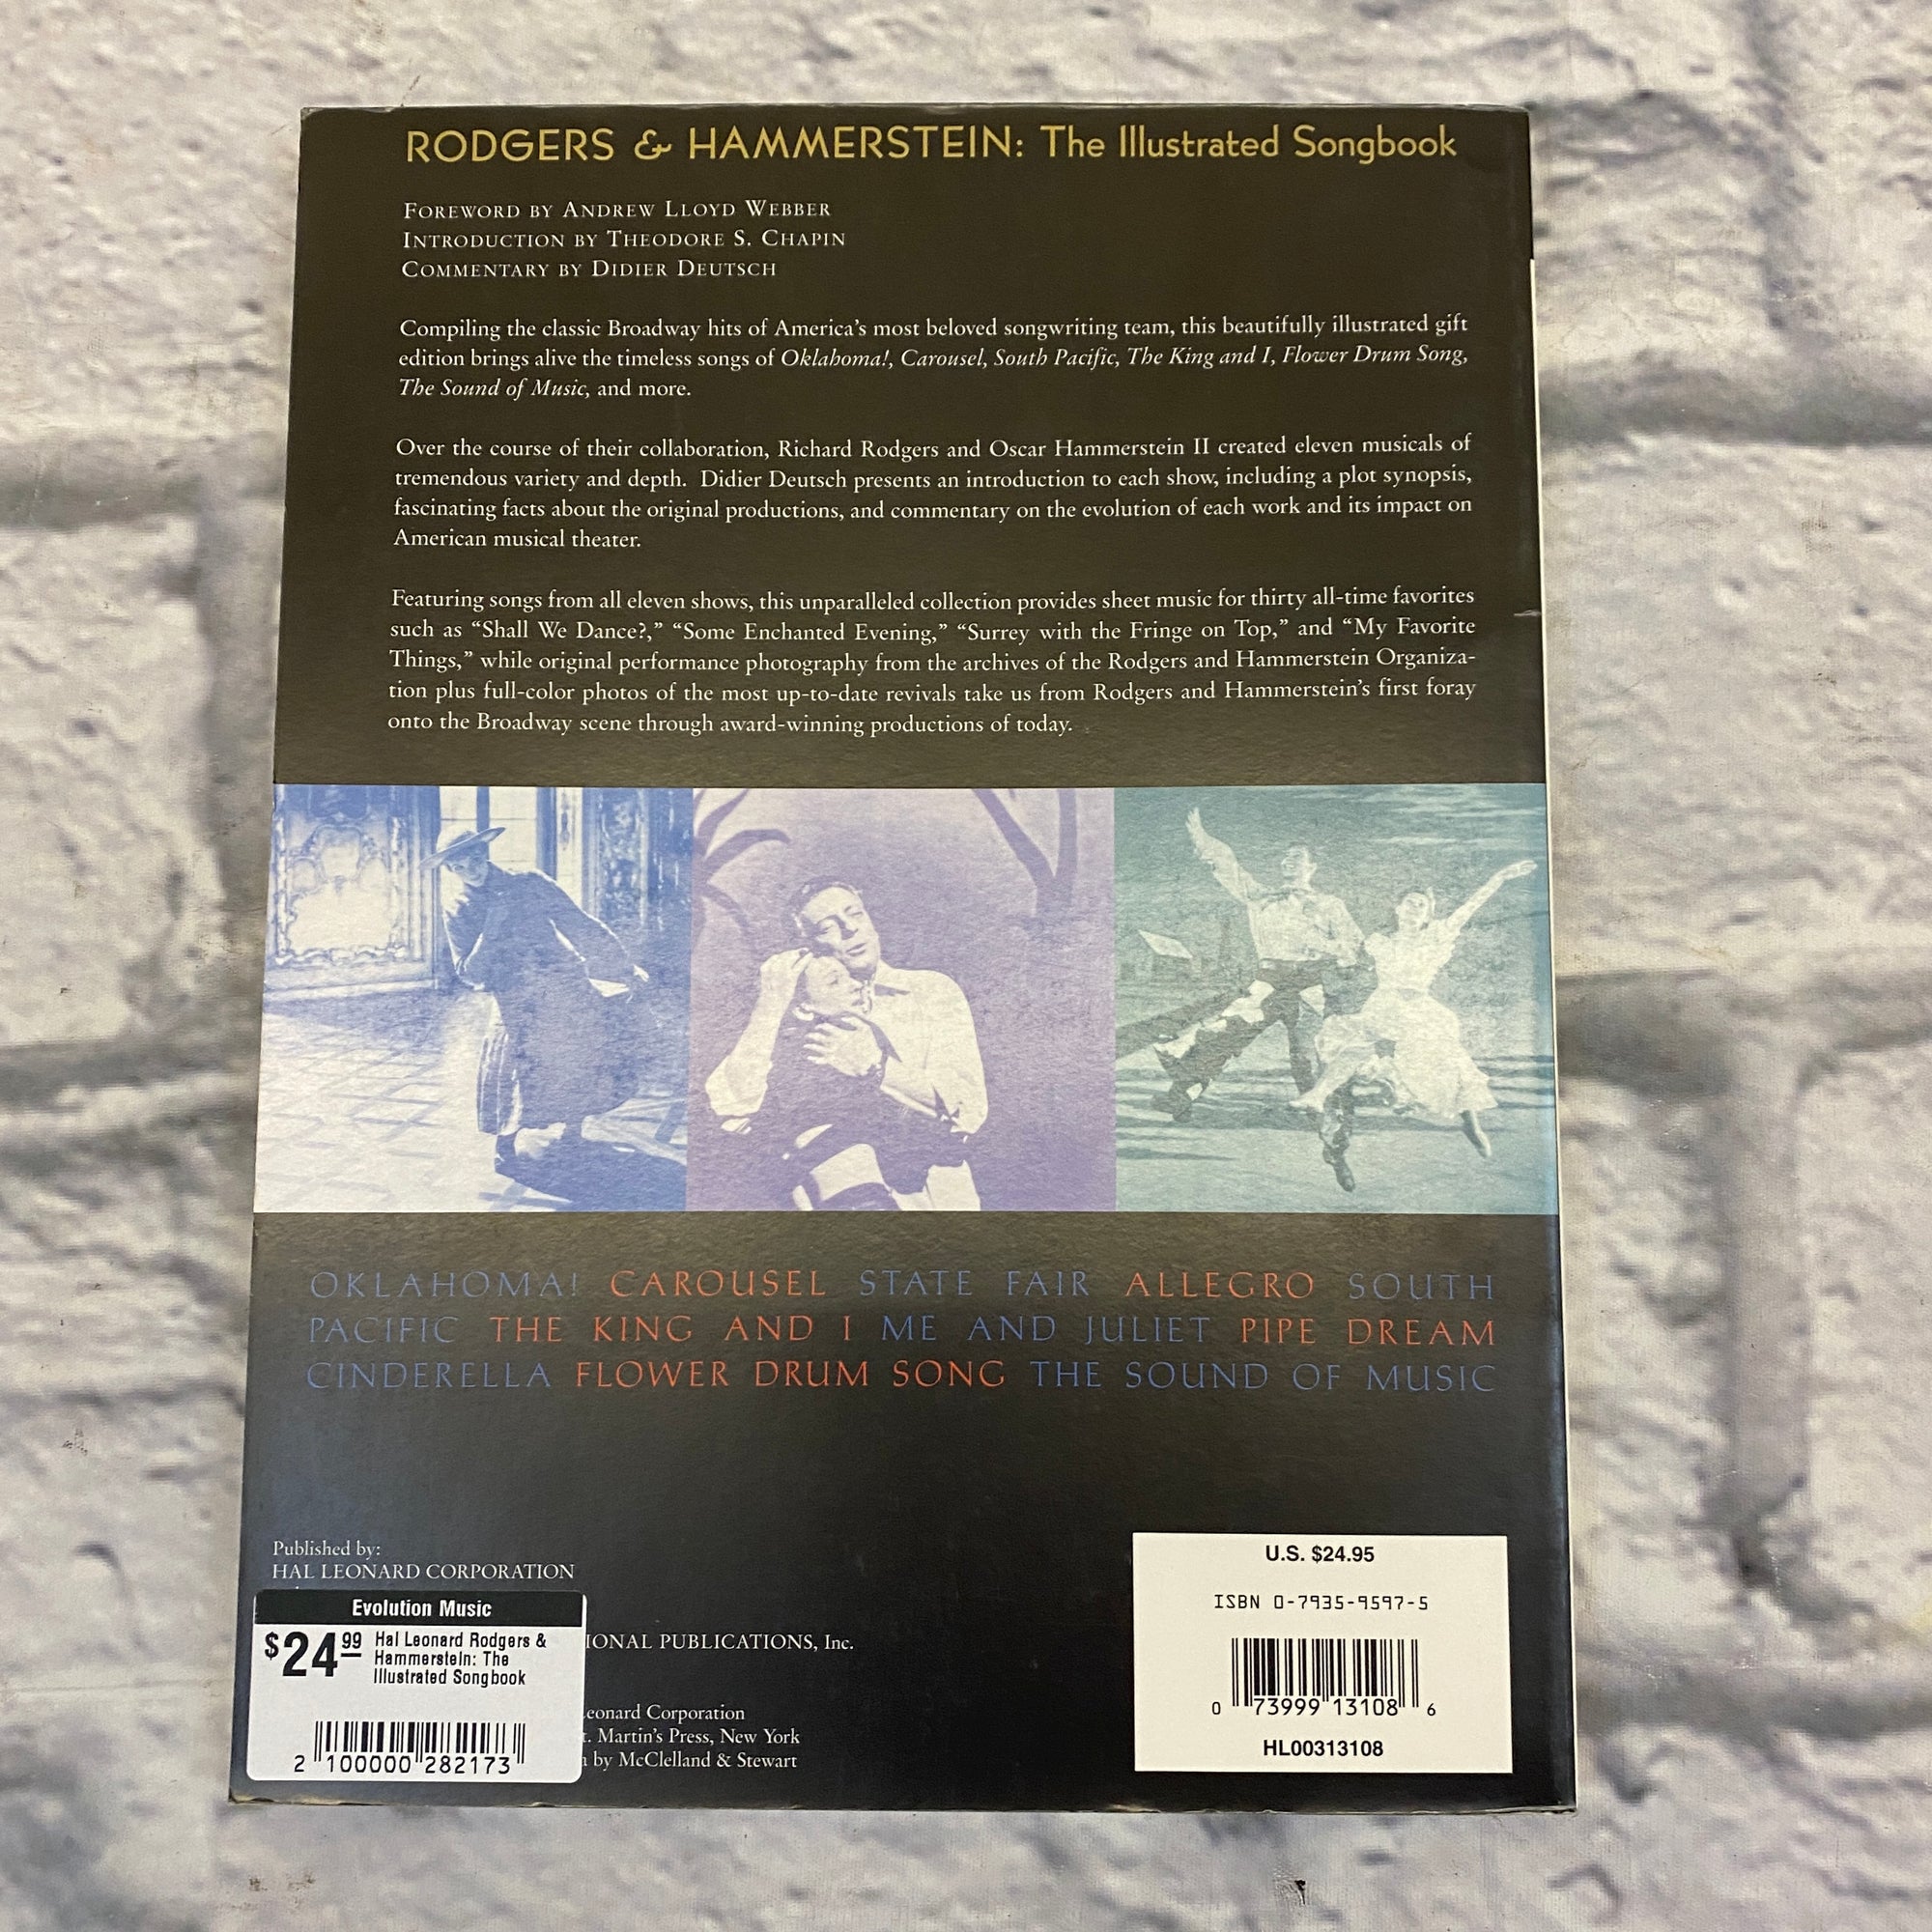 RODGERS & HAMMERSTEIN: The Illustrated Songbook
FOREWORD BY ANDREW LLOYD WEBBER
INTRODUCTION BY THEODORE S. CHAPIN
COMMENTARY BY DIDIER DEUTSCH
Compiling the classic Broadway hits of America's most beloved songwriting team, this beautifully illustrated gift
edition brings alive the timeless songs of Oklahoma!, Carousel, South Pacific, The King and I, Flower Drum Song,
The Sound of Music, and more.
Over the course of their collaboration, Richard Rodgers and Oscar Hammerstein II created eleven musicals of
tremendous variety and depth. Didier Deutsch presents an introduction to each show, including a plot synopsis,
fascinating facts about the original productions, and commentary on the evolution of each work and its impact on
American musical theater.
Featuring songs from all eleven shows, this unparalleled collection provides sheet music for thirty all-time favorites
such as “Shall We Dance?,” “Some Enchanted Evening,” “Surrey with the Fringe on Top,” and “My Favorite
Things,” while original performance photography from the archives of the Rodgers and Hammerstein Organiza-
tion plus full-color photos of the most up-to-date revivals take us from Rodgers and Hammerstein's first foray
onto the Broadway scene through award-winning productions of today.
OKLAHOMA! CAROUSEL STATE FAIR ALLEGRO SOUTH
PACIFIC THE KING AND I ME AND JULIET PIPE DREAM
CINDERELLA FLOWER DRUM SONG THE SOUND OF MUSIC
Published by:
HAL LEONARD CORPORATION
Evolution Music
$24.99 Hal Leonard Rodgers &
Hammerstein: The
Illustrated Songbook
2 100000 282173
IONAL PUBLICATIONS, Inc.
eonard Corporation
t. Martin's Press, New York
by McClelland & Stewart
U.S. $24.95
ISBN 0-7935-9597-5
0 73999 13108 6
HL00313108